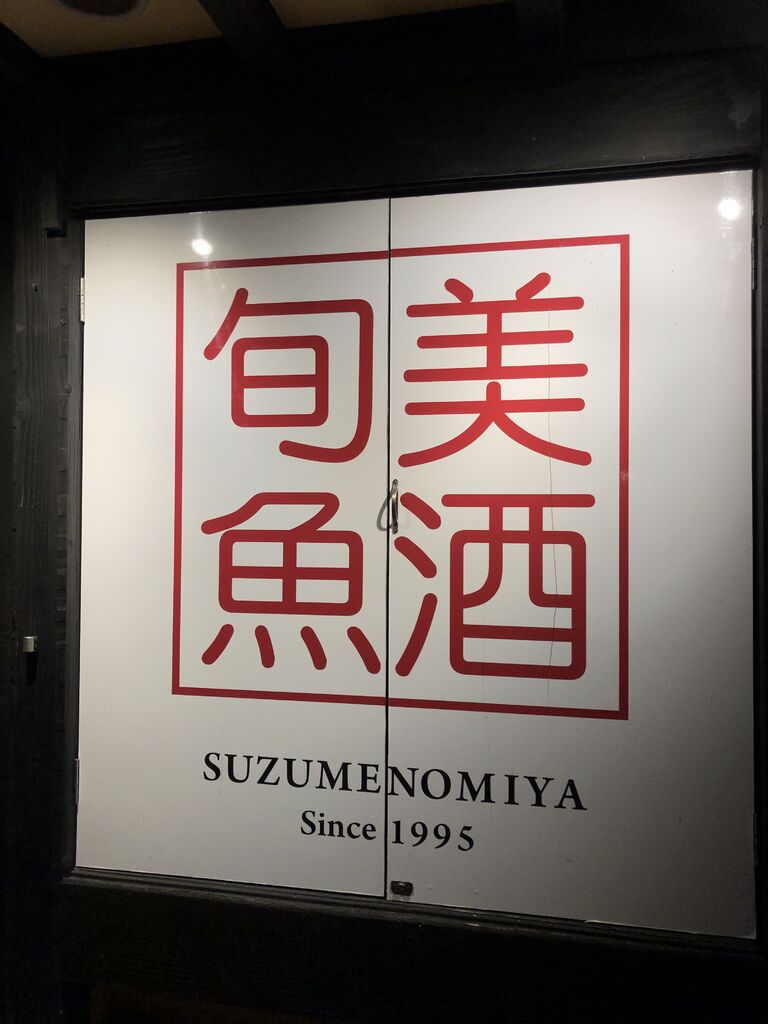 美酒
旬魚
SUZUMENOMIYA
Since 1995